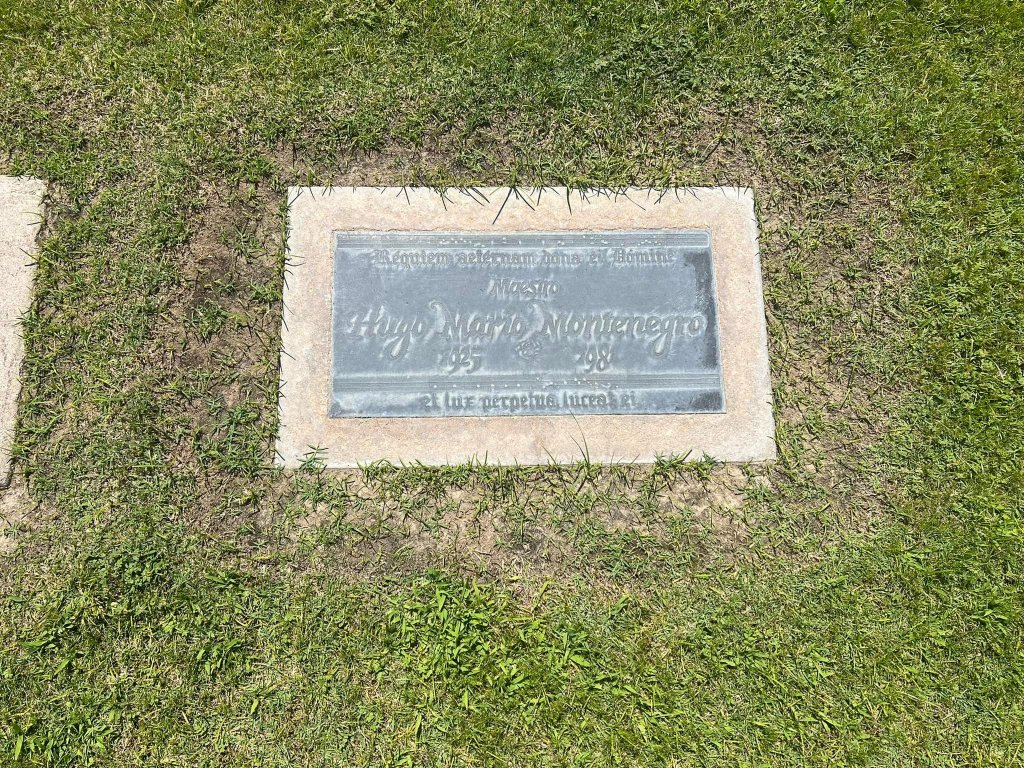 Requiem aeternam dona ei Domine
Maestro
Hugo Mario Montenegro
1925 1981
et lux perpetua luceat ei